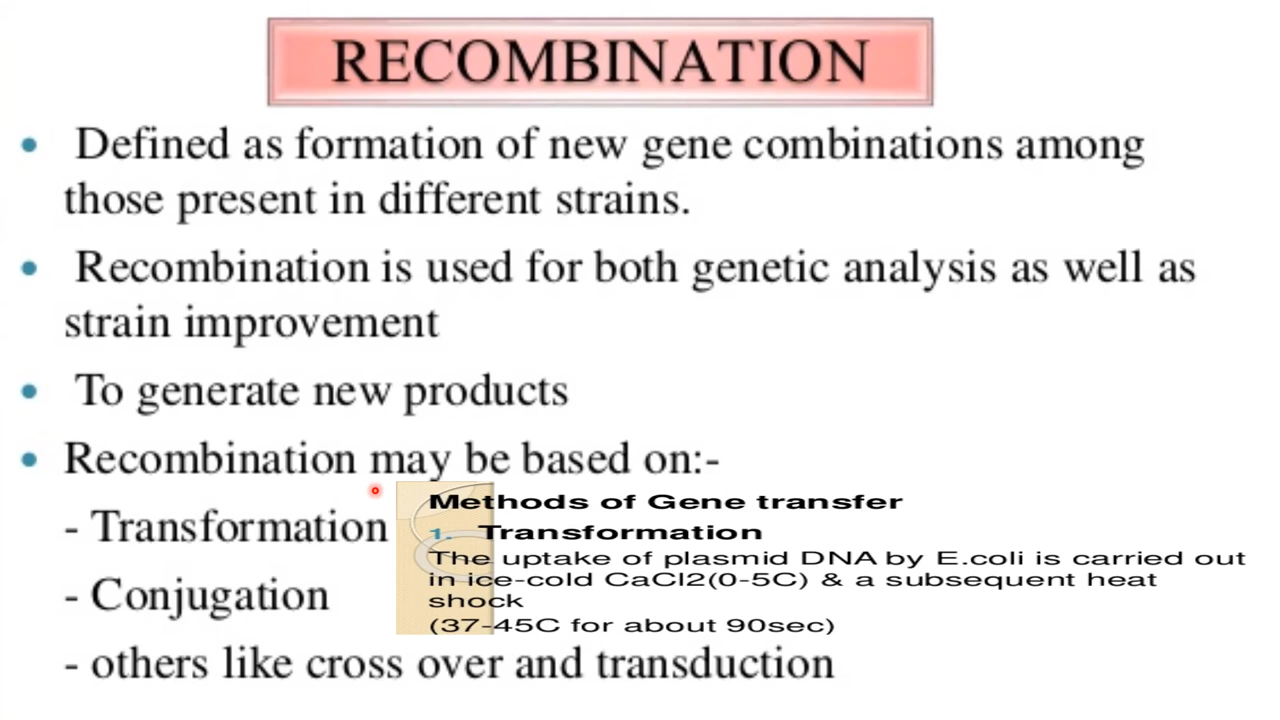 RECOMBINATION
• Defined as formation of new gene combinations among
those present in different strains.
• Recombination is used for both genetic analysis as well as
strain improvement
• To generate new products
• Recombination may be based on:-
- Transformation
- Conjugation
- others like cross over and transduction
Methods of Gene transfer
1. Transformation
The uptake of plasmid DNA by E.coli is carried out
in ice-cold CaCl2(0-5C) & a subsequent heat
shock
(37-45C for about 90sec)